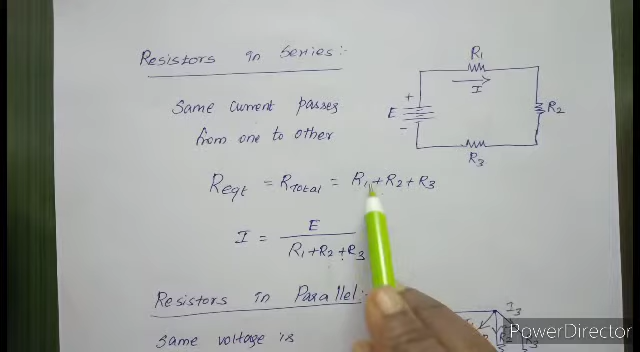 Resistors in Series:-
Same current passes
from one to other
Reqt = RTotal = R1+R2+R3
I = E
R1+R2+R3
R1
I
+
E
-
R2
R3
Resistors in Parallel:-
same voltage is
I3
R3
PowerDirector